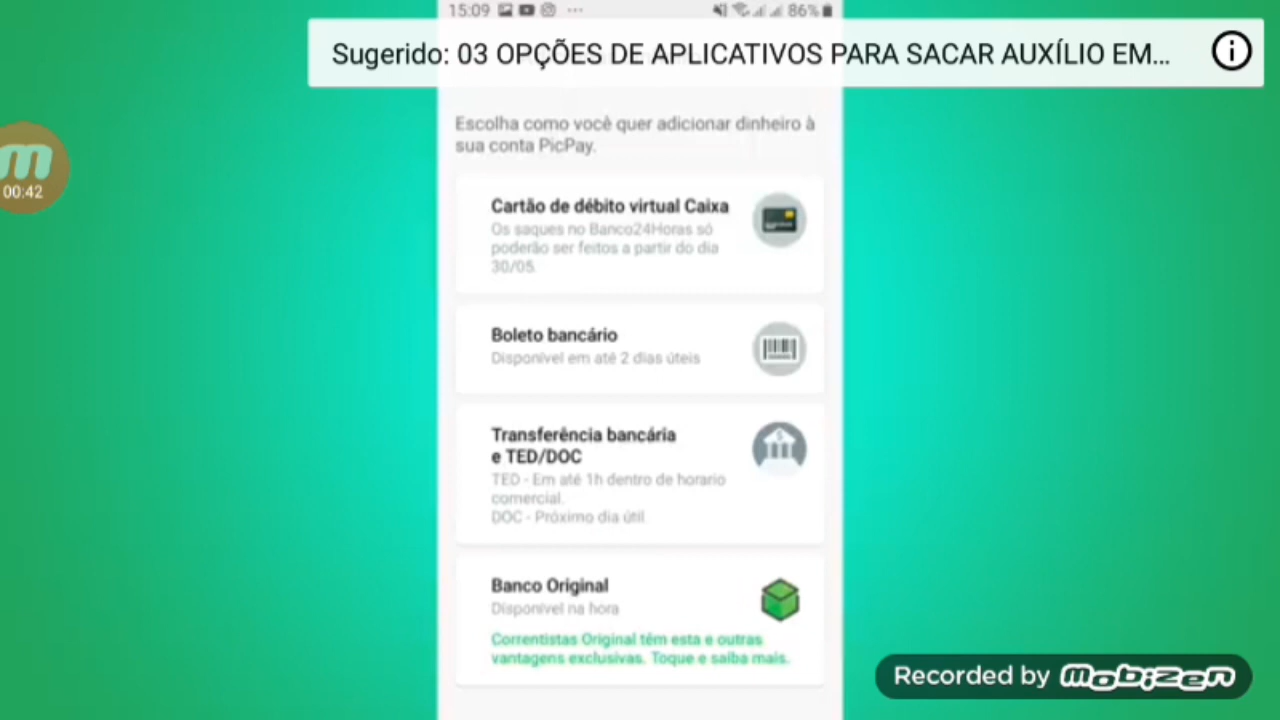 15:09 86%
Sugerido: 03 OPÇÕES DE APLICATIVOS PARA SACAR AUXÍLIO EM...
Escolha como você quer adicionar dinheiro à
sua conta PicPay.
m
00:42
Cartão de débito virtual Caixa
Os saques no Banco24Horas só
poderão ser feitos a partir do dia
30/05.
Boleto bancário
Disponível em até 2 dias úteis
Transferência bancária
e TED/DOC
TED - Em até 1h dentro de horario
comercial.
DOC - Próximo dia útil
Banco Original
Disponível na hora
Correntistas Original têm esta e outras
vantagens exclusivas. Toque e saiba mais.
Recorded by mobizen